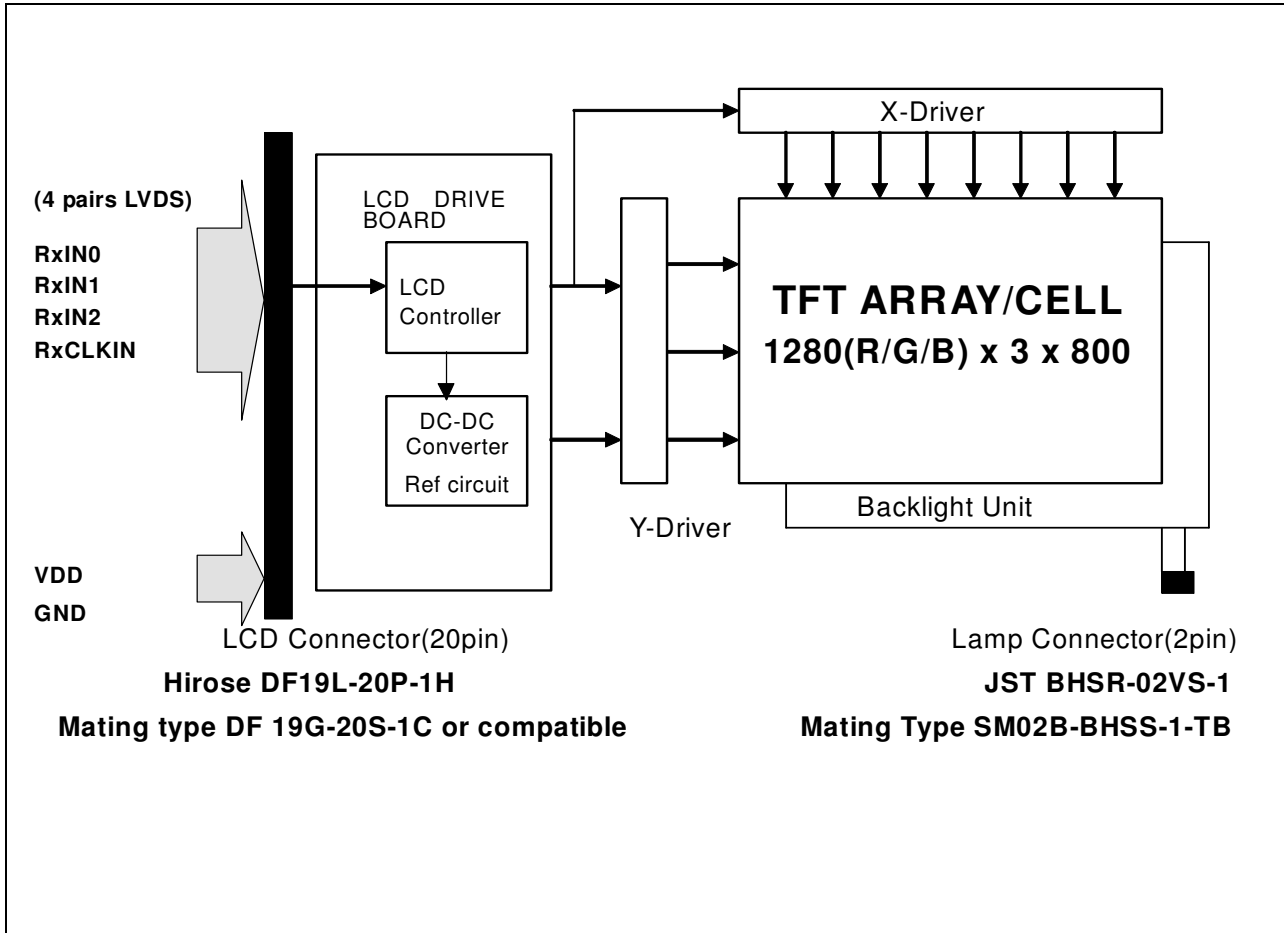 X-Driver
(4 pairs LVDS)
RxIN0
RxIN1
RxIN2
RxCLKIN
LCD DRIVE
BOARD
LCD
Controller
DC-DC
Converter
Ref circuit
TFT ARRAY/CELL
1280(R/G/B) x 3 x 800
Y-Driver
Backlight Unit
VDD
GND
LCD Connector(20pin)
Hirose DF19L-20P-1H
Mating type DF 19G-20S-1C or compatible
Lamp Connector(2pin)
JST BHSR-02VS-1
Mating Type SM02B-BHSS-1-TB